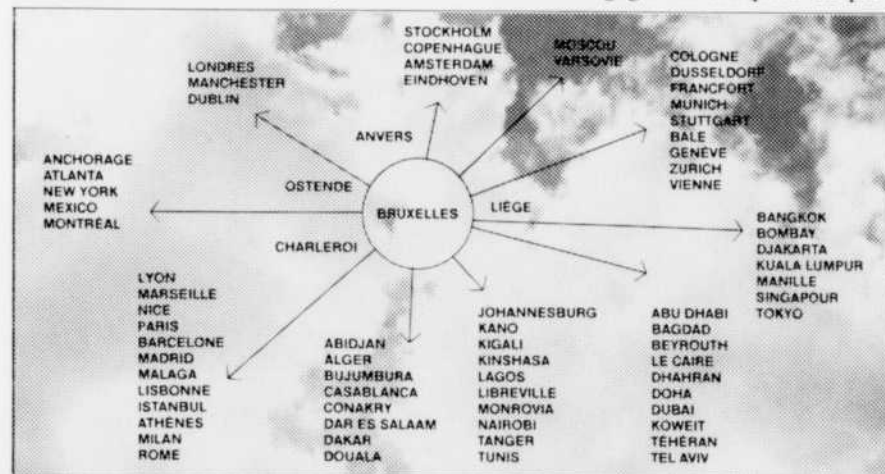 STOCKHOLM
COPENHAGUE
AMSTERDAM
EINDHOVEN
MOSCOU
VARSOVIE
COLOGNE
DUSSELDORF
FRANCFORT
MUNICH
STUTTGART
BALE
GENÈVE
ZURICH
VIENNE
LONDRES
MANCHESTER
DUBLIN
ANVERS
ANCHORAGE
ATLANTA
NEW YORK
MEXICO
MONTRÉAL
OSTENDE
BRUXELLES
LIÈGE
CHARLEROI
BANGKOK
BOMBAY
DJAKARTA
KUALA LUMPUR
MANILLE
SINGAPOUR
TOKYO
LYON
MARSEILLE
NICE
PARIS
BARCELONE
MADRID
MALAGA
LISBONNE
ISTANBUL
ATHÈNES
MILAN
ROME
ABIDJAN
ALGER
BUJUMBURA
CASABLANCA
CONAKRY
DAR ES SALAAM
DAKAR
DOUALA
JOHANNESBURG
KANO
KIGALI
KINSHASA
LAGOS
LIBREVILLE
MONROVIA
NAIROBI
TANGER
TUNIS
ABU DHABI
BAGDAD
BEYROUTH
LE CAIRE
DHAHRAN
DOHA
DUBAI
KOWEIT
TÉHÉRAN
TEL AVIV